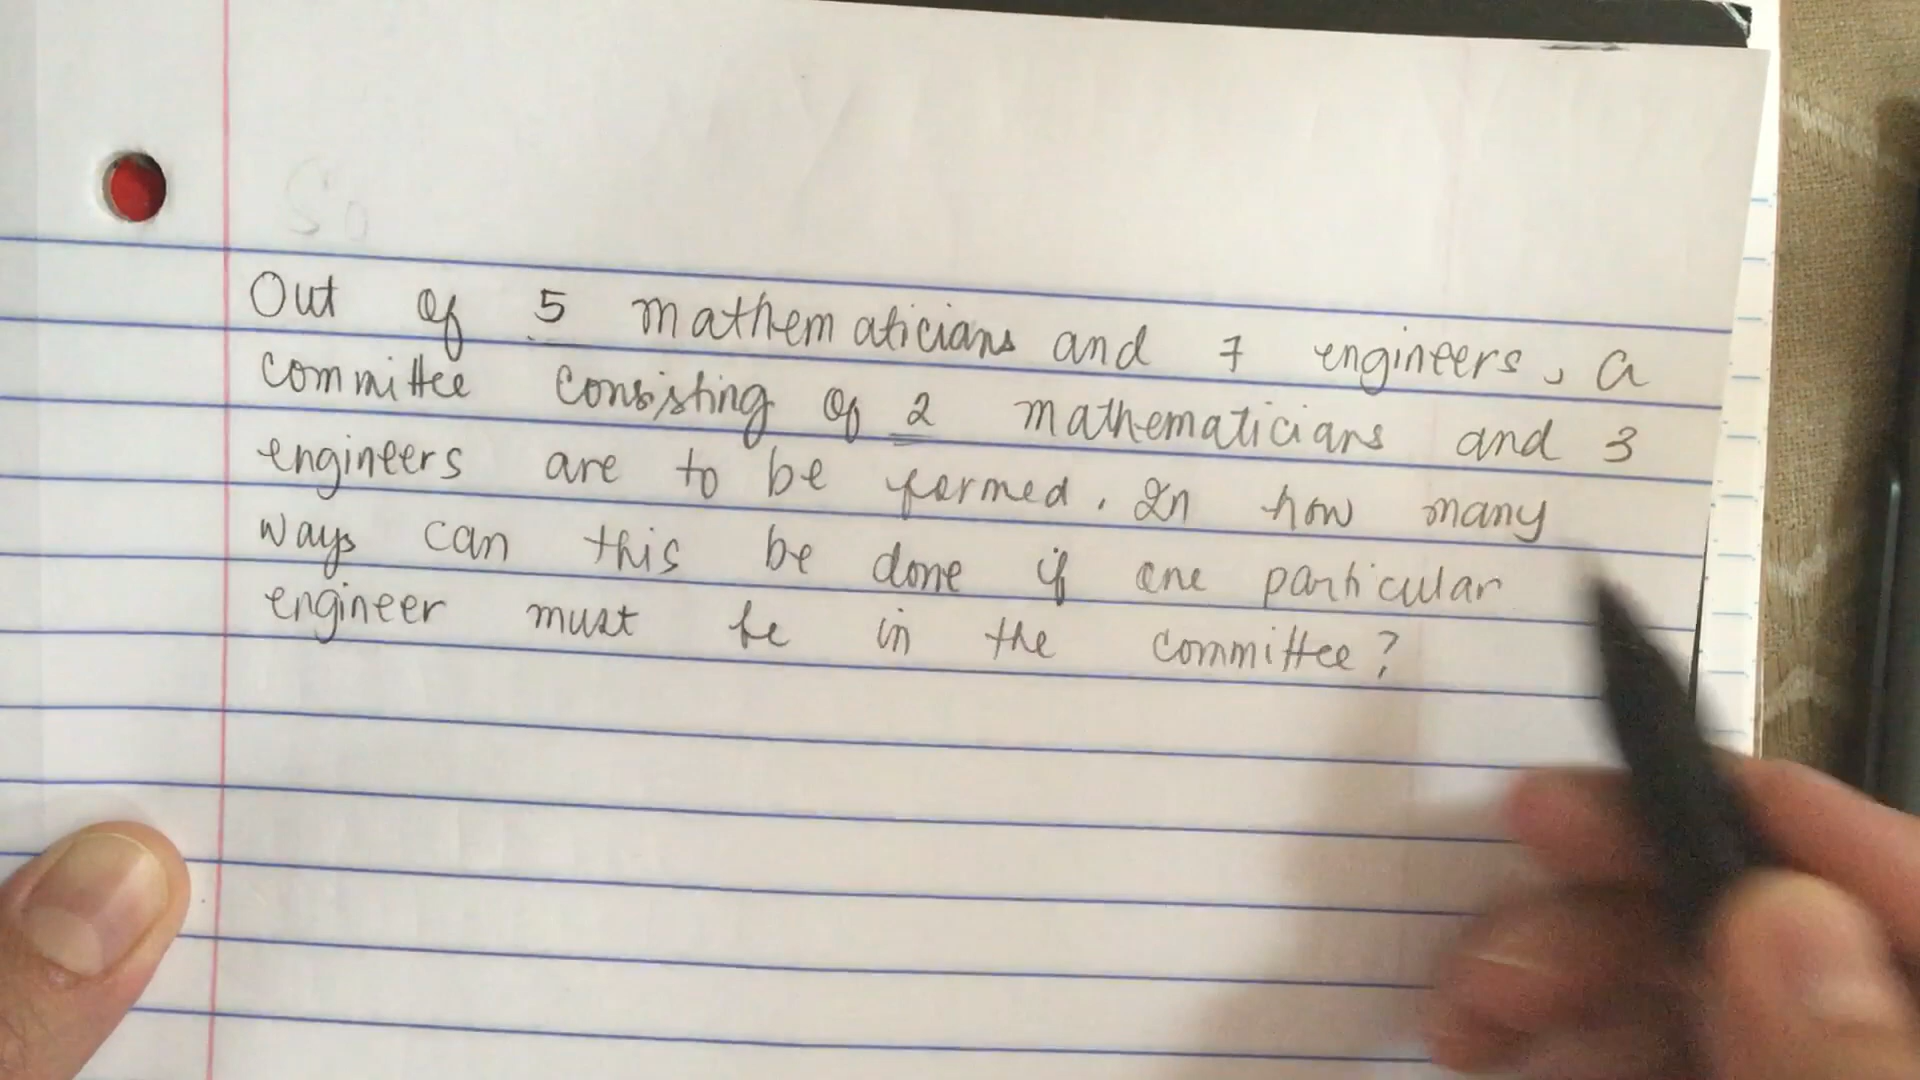 So
Out of 5 mathematicians and 7 engineers, a
committee consisting of 2 mathematicians and 3
engineers are to be formed. In how many
ways can this be done if one particular
engineer must be in the committee?